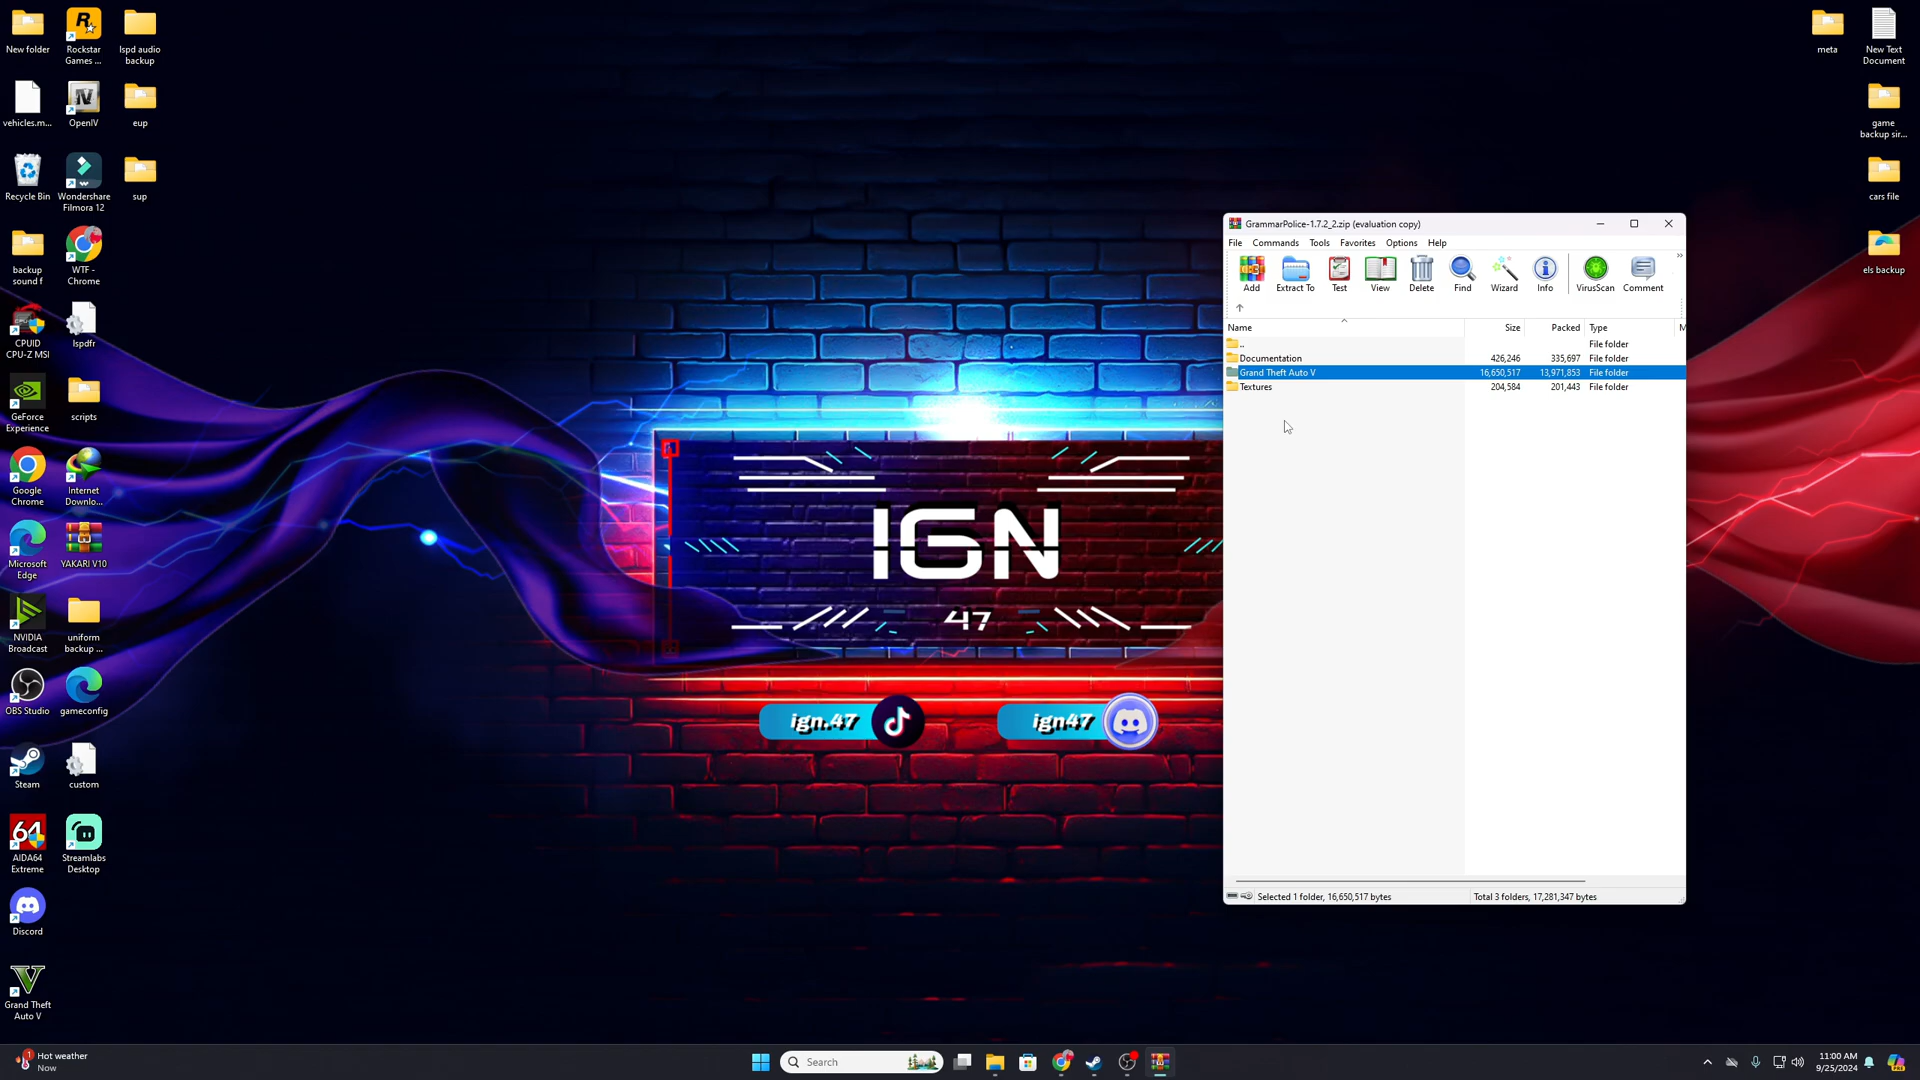 New folder
Rockstar
Games ...
lspd audio
backup
vehicles.m...
OpenIV
eup
Recycle Bin
Wondershare
Filmora 12
sup
backup
sound f
WTF -
Chrome
CPUID
CPU-Z MSI
lspdfr
GeForce
Experience
scripts
Google
Chrome
Internet
Downlo...
Microsoft
Edge
YAKARI V10
NVIDIA
Broadcast
uniform
backup ...
OBS Studio
gameconfig
Steam
custom
64
AIDA64
Extreme
Streamlabs
Desktop
Discord
Grand Theft
Auto V
meta
New Text
Document
game
backup sir...
cars file
els backup
IGN
47
ign.47
ign47
GrammarPolice-1.7.2_2.zip (evaluation copy)
File Commands Tools Favorites Options Help
Add Extract To Test View Delete Find Wizard Info VirusScan Comment
Name Size Packed Type M
.. File folder
Documentation 426,246 335,697 File folder
Grand Theft Auto V 16,650,517 13,971,853 File folder
Textures 204,584 201,443 File folder
Selected 1 folder, 16,650,517 bytes
Total 3 folders, 17,281,347 bytes
1
Hot weather
Now
Search
11:00 AM
9/25/2024